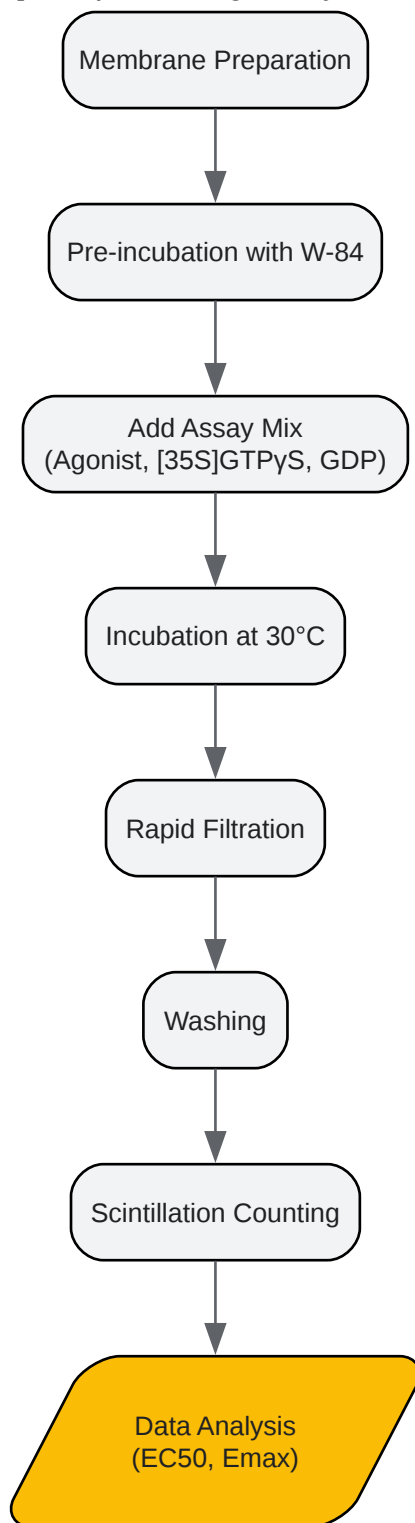 Membrane Preparation
Pre-incubation with W-84
Add Assay Mix
(Agonist, [35S]GTPγS, GDP)
Incubation at 30°C
Rapid Filtration
Washing
Scintillation Counting
Data Analysis
(EC50, Emax)